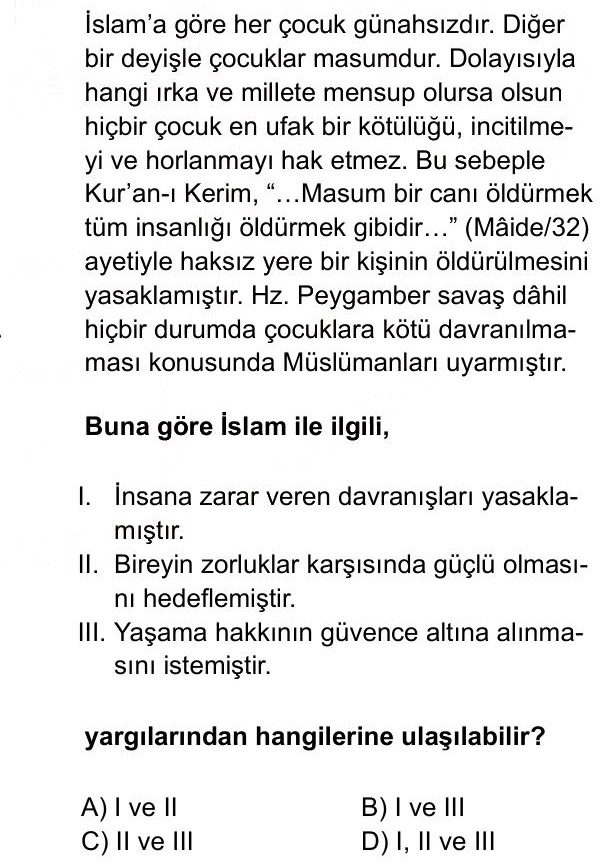 İslam’a göre her çocuk günahsızdır. Diğer
bir deyişle çocuklar masumdur. Dolayısıyla
hangi ırka ve millete mensup olursa olsun
hiçbir çocuk en ufak bir kötülüğü, incitilme-
yi ve horlanmayı hak etmez. Bu sebeple
Kur’an-ı Kerim, “…Masum bir canı öldürmek
tüm insanlığı öldürmek gibidir…” (Mâide/32)
ayetiyle haksız yere bir kişinin öldürülmesini
yasaklamıştır. Hz. Peygamber savaş dâhil
hiçbir durumda çocuklara kötü davranılma-
ması konusunda Müslümanları uyarmıştır.
Buna göre İslam ile ilgili,
I. İnsana zarar veren davranışları yasakla-
mıştır.
II. Bireyin zorluklar karşısında güçlü olması-
nı hedeflemiştir.
III. Yaşama hakkının güvence altına alınma-
sını istemiştir.
yargılarından hangilerine ulaşılabilir?
A) I ve II B) I ve III
C) II ve III D) I, II ve III